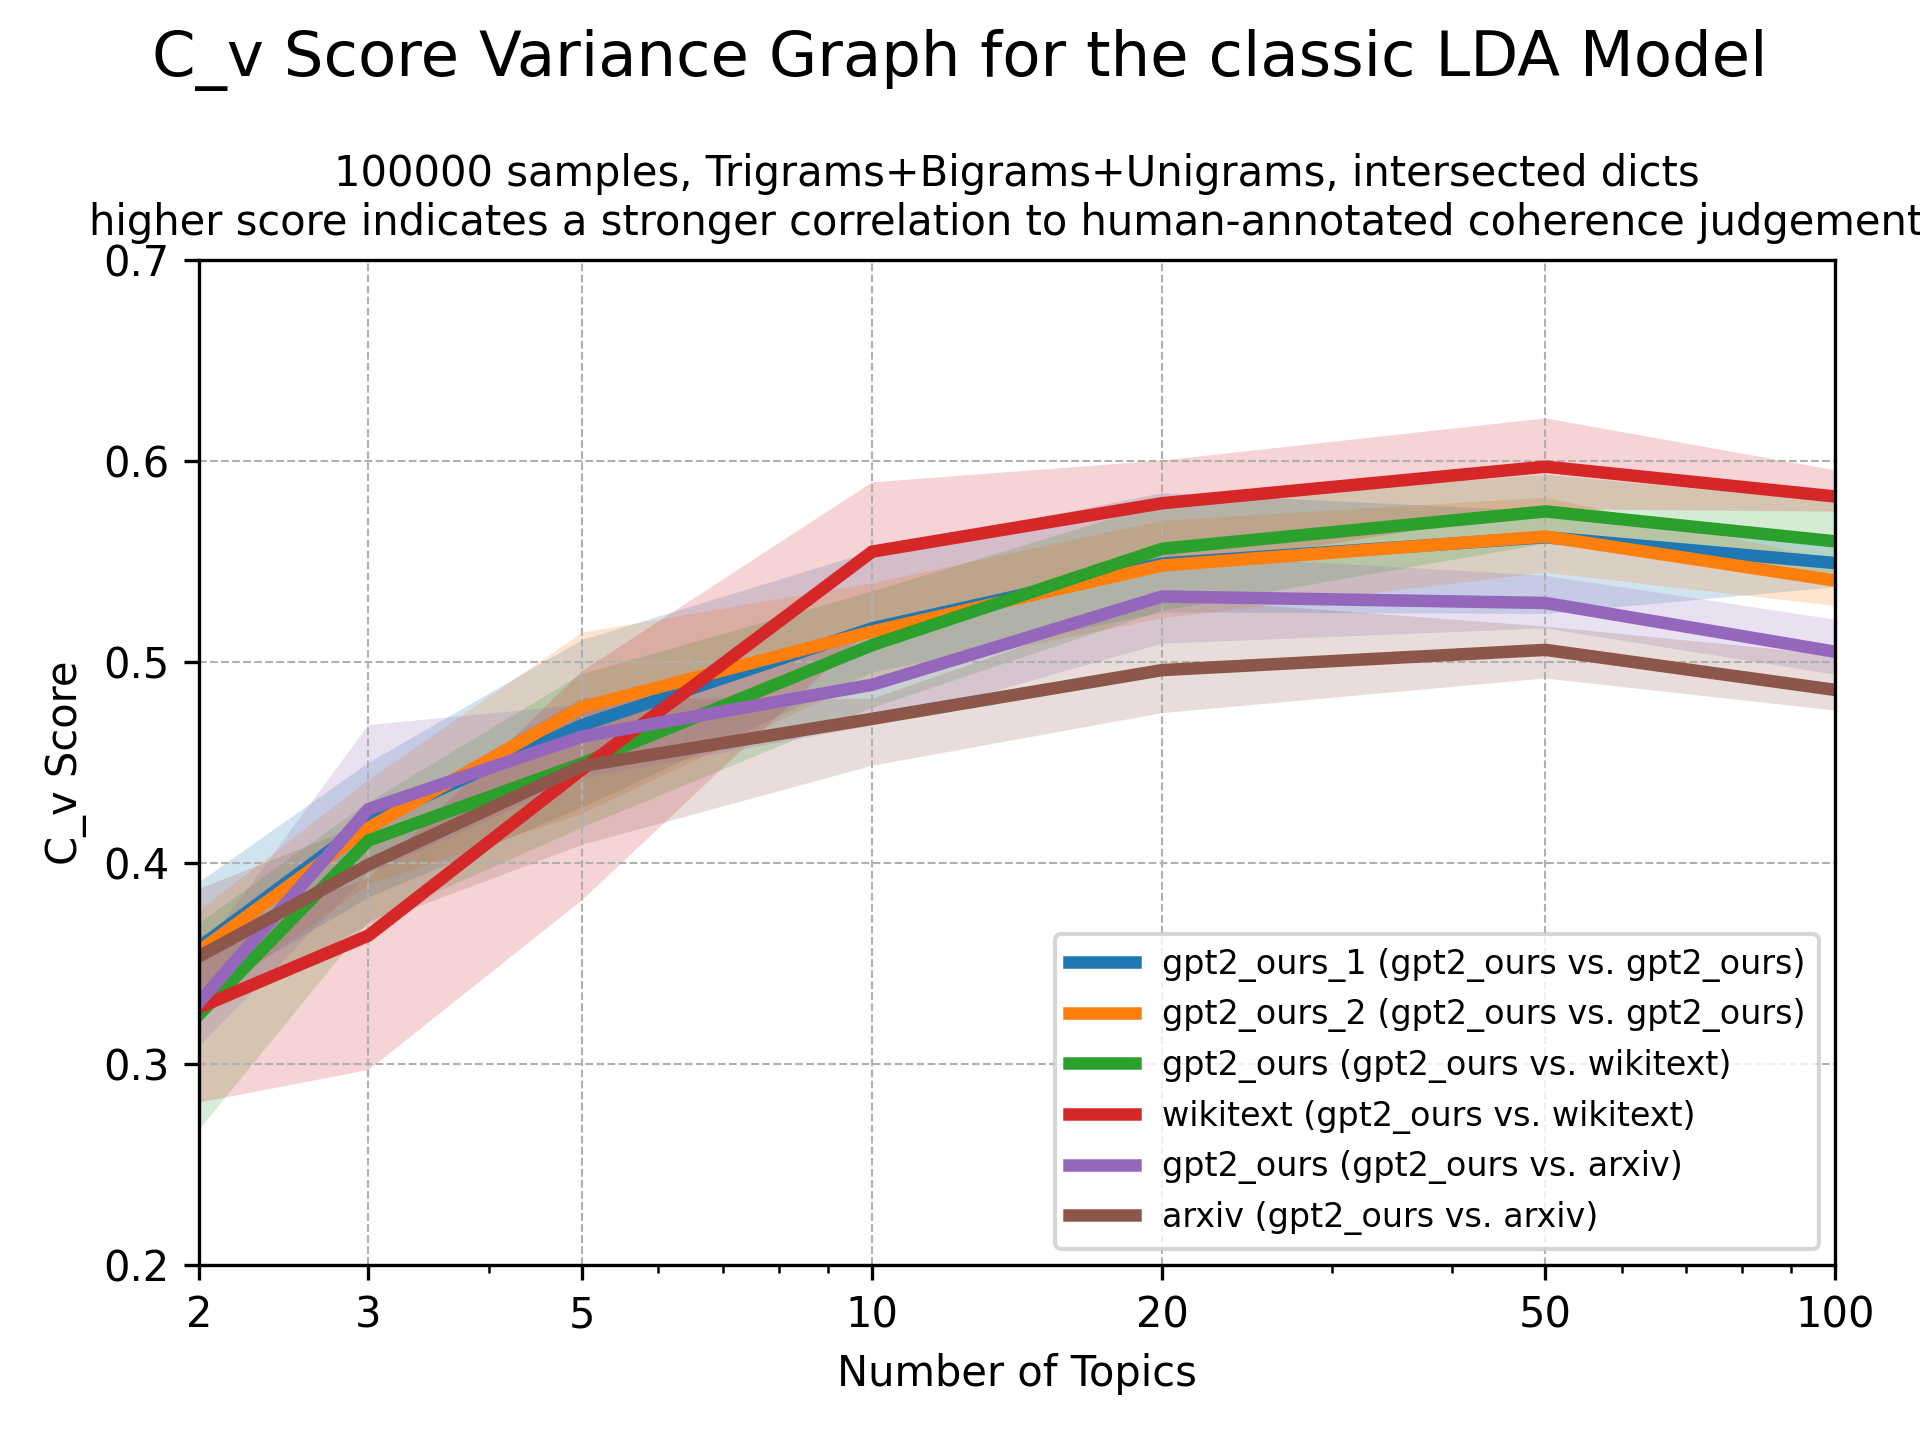 C_v Score Variance Graph for the classic LDA Model
100000 samples, Trigrams+Bigrams+Unigrams, intersected dicts
higher score indicates a stronger correlation to human-annotated coherence judgement
0.7
0.6
0.5
0.4
0.3
0.2
C_v Score
gpt2_ours_1 (gpt2_ours vs. gpt2_ours)
gpt2_ours_2 (gpt2_ours vs. gpt2_ours)
gpt2_ours (gpt2_ours vs. wikitext)
wikitext (gpt2_ours vs. wikitext)
gpt2_ours (gpt2_ours vs. arxiv)
arxiv (gpt2_ours vs. arxiv)
2 3 5 10 20 50 100
Number of Topics